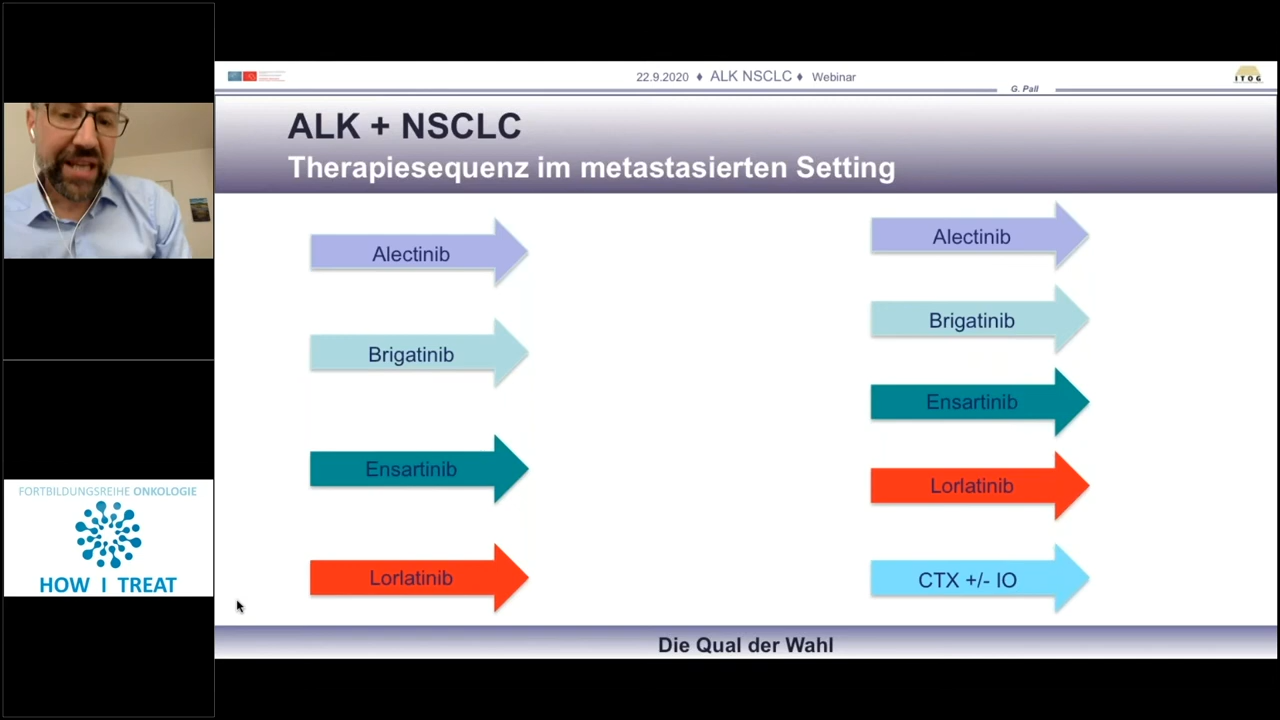 22.9.2020 ♦ ALK NSCLC ♦ Webinar
G. Pall
ITOG
ALK + NSCLC
Therapiesequenz im metastasierten Setting
Alectinib
Brigatinib
Ensartinib
Lorlatinib
Alectinib
Brigatinib
Ensartinib
Lorlatinib
CTX +/- IO
Die Qual der Wahl
FORTBILDUNGSREIHE ONKOLOGIE
HOW I TREAT